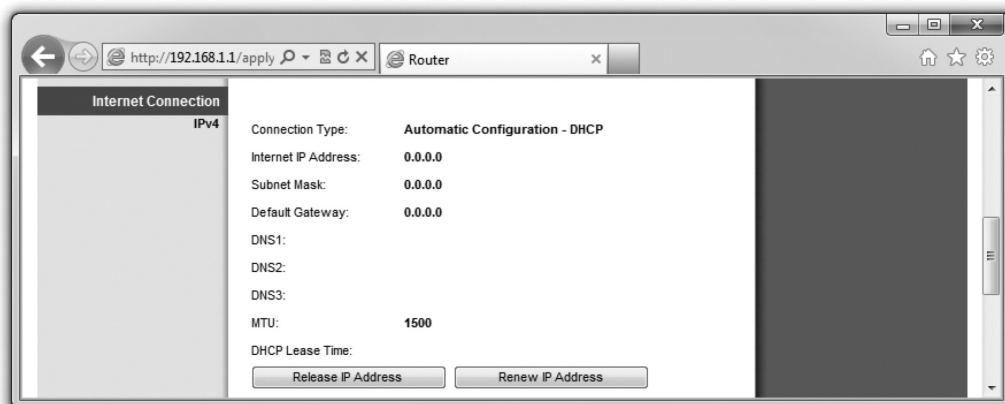 http://192.168.1.1/apply
Router
Internet Connection
IPv4
Connection Type: Automatic Configuration - DHCP
Internet IP Address: 0.0.0.0
Subnet Mask: 0.0.0.0
Default Gateway: 0.0.0.0
DNS1:
DNS2:
DNS3:
MTU: 1500
DHCP Lease Time:
Release IP Address Renew IP Address